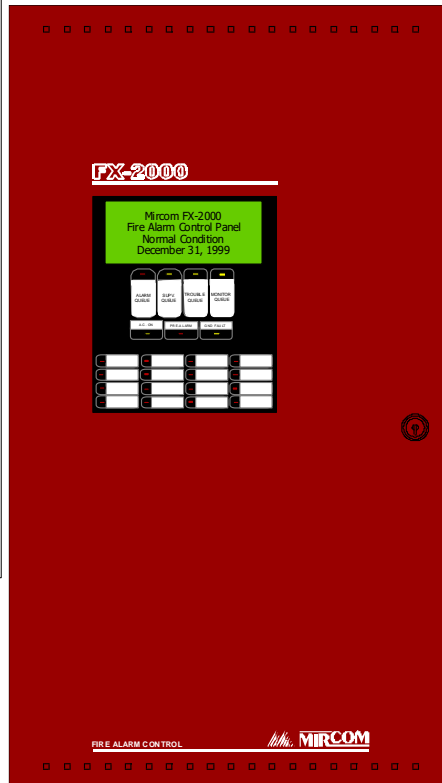 FX-2000
Mircom FX-2000
Fire Alarm Control Panel
Normal Condition
December 31, 1999
ALARM QUEUE
SUPV QUEUE
TROUBLE QUEUE
MONITOR QUEUE
A.C. ON
PRE-ALARM
GND FAULT
FIRE ALARM CONTROL
MIRCOM